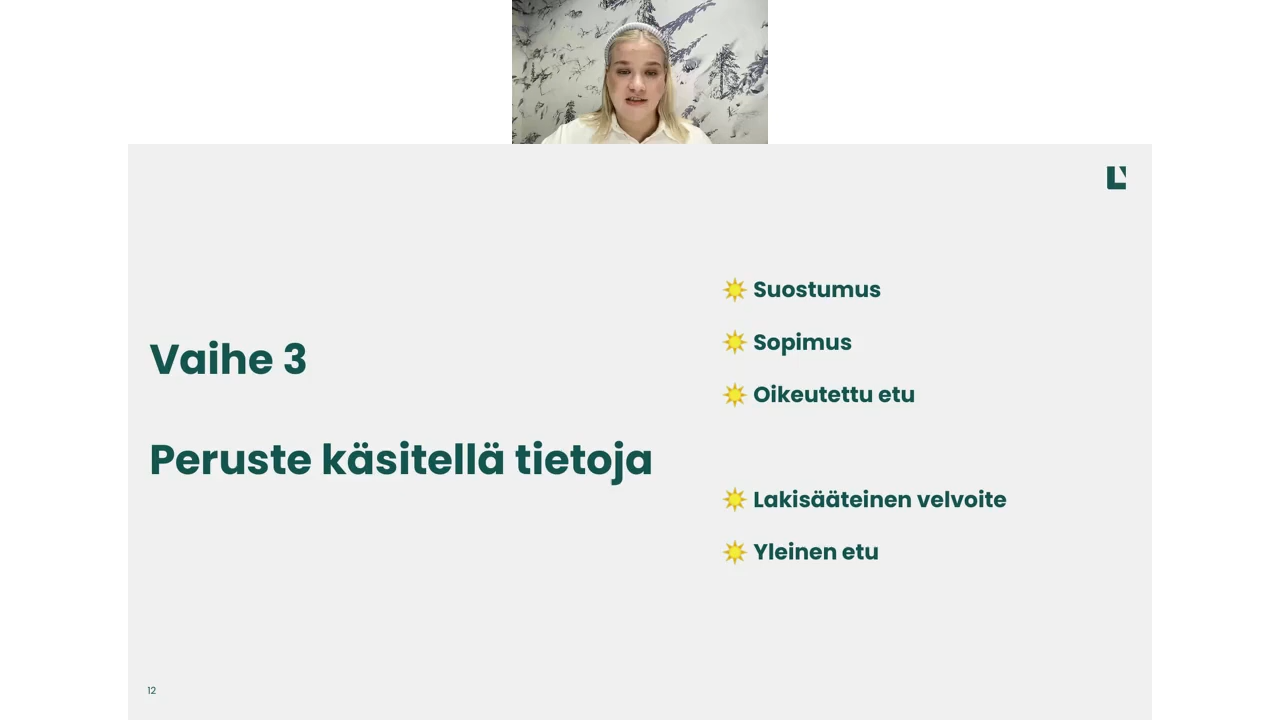 Vaihe 3
Peruste käsitellä tietoja
Suostumus
Sopimus
Oikeutettu etu
Lakisääteinen velvoite
Yleinen etu
12